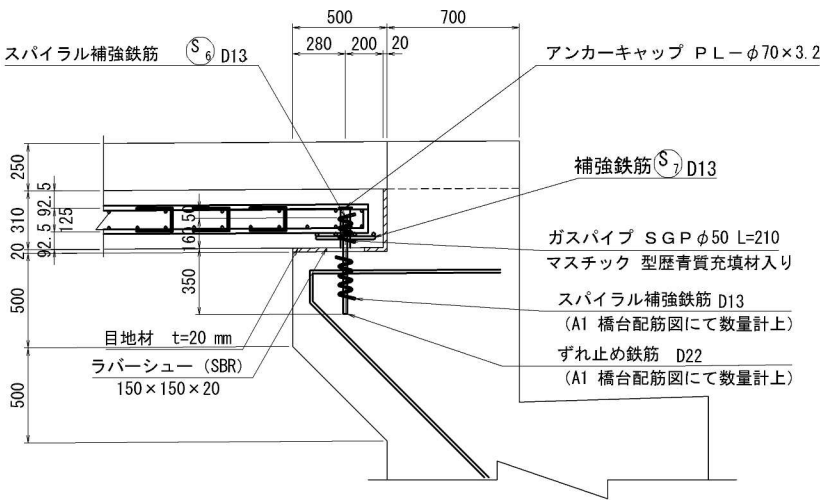 500
700
280
200
20
スパイラル補強鉄筋 S6 D13
アンカーキャップ PL-φ70×3.2
250
補強鉄筋 S7 D13
310
92.5
125
92.5
150
20
ガスパイプ SGPφ50 L=210
マスチック 型歴青質充填材入り
350
500
スパイラル補強鉄筋 D13
(A1 橋台配筋図にて数量計上)
目地材 t=20 mm
ずれ止め鉄筋 D22
(A1 橋台配筋図にて数量計上)
ラバーシュー (SBR)
150×150×20
500